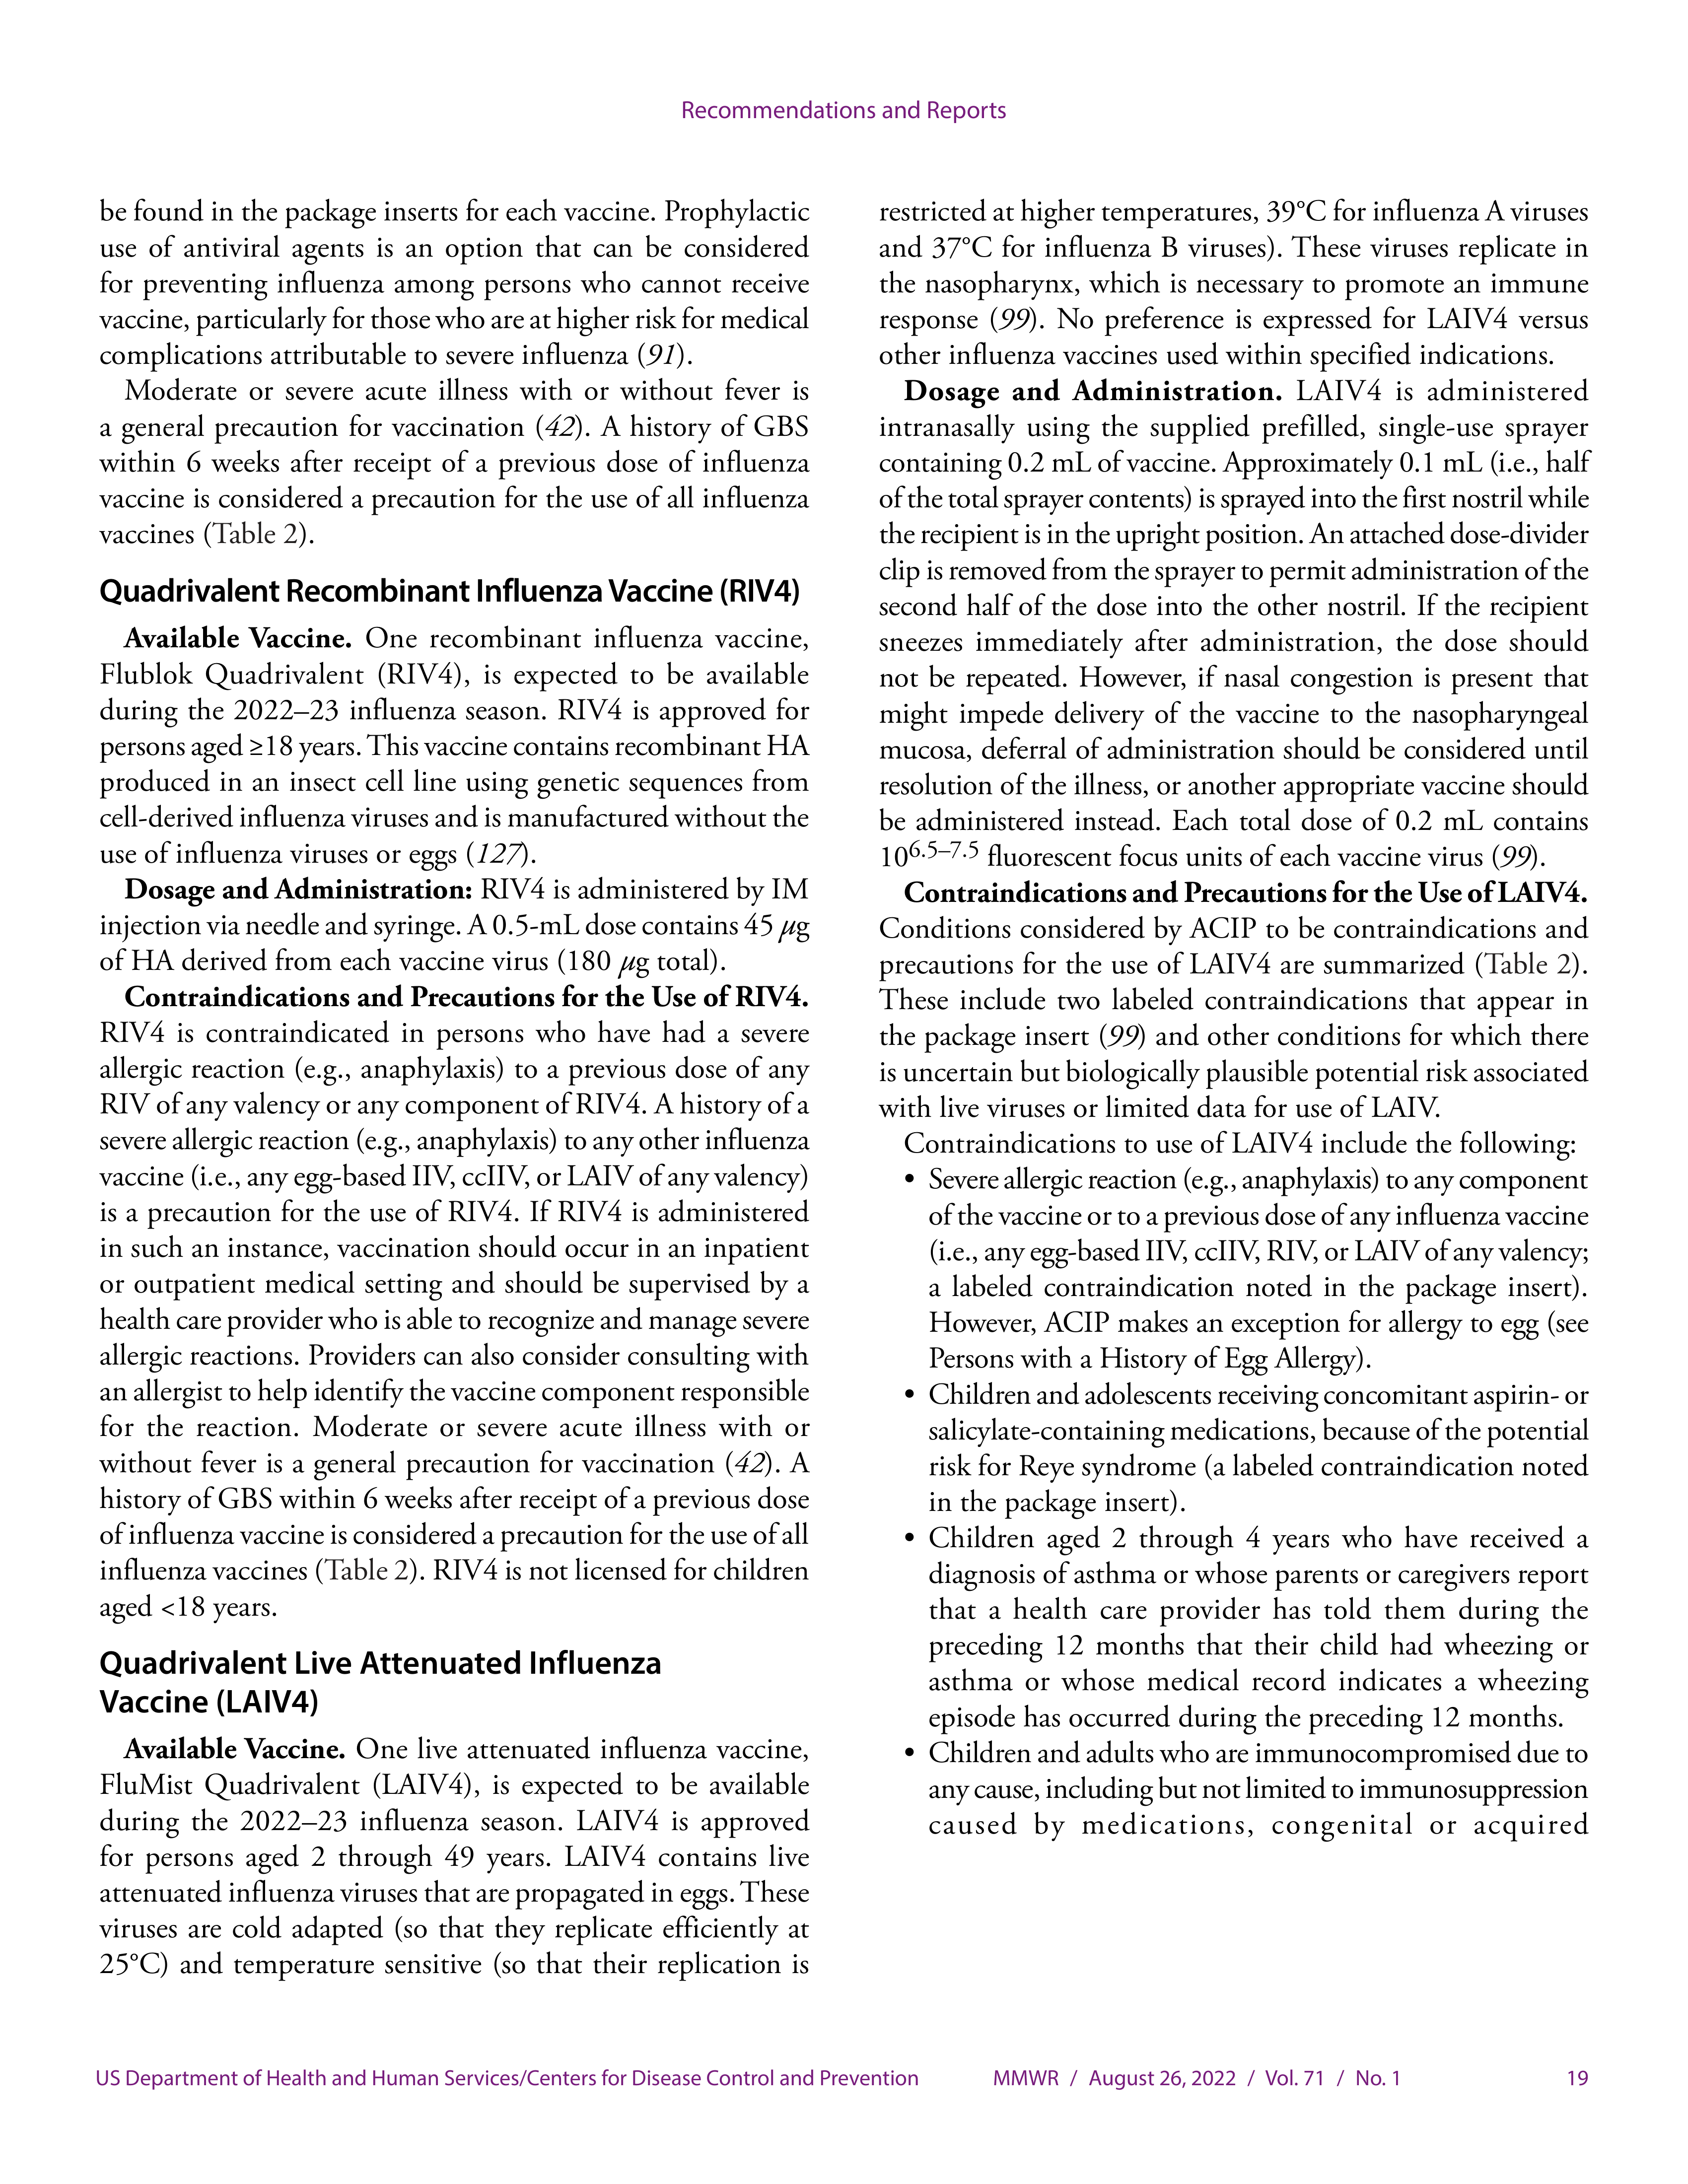 Recommendations and Reports
be found in the package inserts for each vaccine. Prophylactic
use of antiviral agents is an option that can be considered
for preventing influenza among persons who cannot receive
vaccine, particularly for those who are at higher risk for medical
complications attributable to severe influenza (91).
Moderate or severe acute illness with or without fever is
a general precaution for vaccination (42). A history of GBS
within 6 weeks after receipt of a previous dose of influenza
vaccine is considered a precaution for the use of all influenza
vaccines (Table 2).
Quadrivalent Recombinant Influenza Vaccine (RIV4)
Available Vaccine. One recombinant influenza vaccine,
Flublok Quadrivalent (RIV4), is expected to be available
during the 2022–23 influenza season. RIV4 is approved for
persons aged ≥18 years. This vaccine contains recombinant HA
produced in an insect cell line using genetic sequences from
cell-derived influenza viruses and is manufactured without the
use of influenza viruses or eggs (127).
Dosage and Administration: RIV4 is administered by IM
injection via needle and syringe. A 0.5-mL dose contains 45 μg
of HA derived from each vaccine virus (180 μg total).
Contraindications and Precautions for the Use of RIV4.
RIV4 is contraindicated in persons who have had a severe
allergic reaction (e.g., anaphylaxis) to a previous dose of any
RIV of any valency or any component of RIV4. A history of a
severe allergic reaction (e.g., anaphylaxis) to any other influenza
vaccine (i.e., any egg-based IIV, ccIIV, or LAIV of any valency)
is a precaution for the use of RIV4. If RIV4 is administered
in such an instance, vaccination should occur in an inpatient
or outpatient medical setting and should be supervised by a
health care provider who is able to recognize and manage severe
allergic reactions. Providers can also consider consulting with
an allergist to help identify the vaccine component responsible
for the reaction. Moderate or severe acute illness with or
without fever is a general precaution for vaccination (42). A
history of GBS within 6 weeks after receipt of a previous dose
of influenza vaccine is considered a precaution for the use of all
influenza vaccines (Table 2). RIV4 is not licensed for children
aged <18 years.
Quadrivalent Live Attenuated Influenza
Vaccine (LAIV4)
Available Vaccine. One live attenuated influenza vaccine,
FluMist Quadrivalent (LAIV4), is expected to be available
during the 2022–23 influenza season. LAIV4 is approved
for persons aged 2 through 49 years. LAIV4 contains live
attenuated influenza viruses that are propagated in eggs. These
viruses are cold adapted (so that they replicate efficiently at
25°C) and temperature sensitive (so that their replication is
restricted at higher temperatures, 39°C for influenza A viruses
and 37°C for influenza B viruses). These viruses replicate in
the nasopharynx, which is necessary to promote an immune
response (99). No preference is expressed for LAIV4 versus
other influenza vaccines used within specified indications.
Dosage and Administration. LAIV4 is administered
intranasally using the supplied prefilled, single-use sprayer
containing 0.2 mL of vaccine. Approximately 0.1 mL (i.e., half
of the total sprayer contents) is sprayed into the first nostril while
the recipient is in the upright position. An attached dose-divider
clip is removed from the sprayer to permit administration of the
second half of the dose into the other nostril. If the recipient
sneezes immediately after administration, the dose should
not be repeated. However, if nasal congestion is present that
might impede delivery of the vaccine to the nasopharyngeal
mucosa, deferral of administration should be considered until
resolution of the illness, or another appropriate vaccine should
be administered instead. Each total dose of 0.2 mL contains
10^6.5–7.5 fluorescent focus units of each vaccine virus (99).
Contraindications and Precautions for the Use of LAIV4.
Conditions considered by ACIP to be contraindications and
precautions for the use of LAIV4 are summarized (Table 2).
These include two labeled contraindications that appear in
the package insert (99) and other conditions for which there
is uncertain but biologically plausible potential risk associated
with live viruses or limited data for use of LAIV.
Contraindications to use of LAIV4 include the following:
• Severe allergic reaction (e.g., anaphylaxis) to any component
of the vaccine or to a previous dose of any influenza vaccine
(i.e., any egg-based IIV, ccIIV, RIV, or LAIV of any valency;
a labeled contraindication noted in the package insert).
However, ACIP makes an exception for allergy to egg (see
Persons with a History of Egg Allergy).
• Children and adolescents receiving concomitant aspirin- or
salicylate-containing medications, because of the potential
risk for Reye syndrome (a labeled contraindication noted
in the package insert).
• Children aged 2 through 4 years who have received a
diagnosis of asthma or whose parents or caregivers report
that a health care provider has told them during the
preceding 12 months that their child had wheezing or
asthma or whose medical record indicates a wheezing
episode has occurred during the preceding 12 months.
• Children and adults who are immunocompromised due to
any cause, including but not limited to immunosuppression
caused by medications, congenital or acquired
US Department of Health and Human Services/Centers for Disease Control and Prevention MMWR / August 26, 2022 / Vol. 71 / No. 1 19